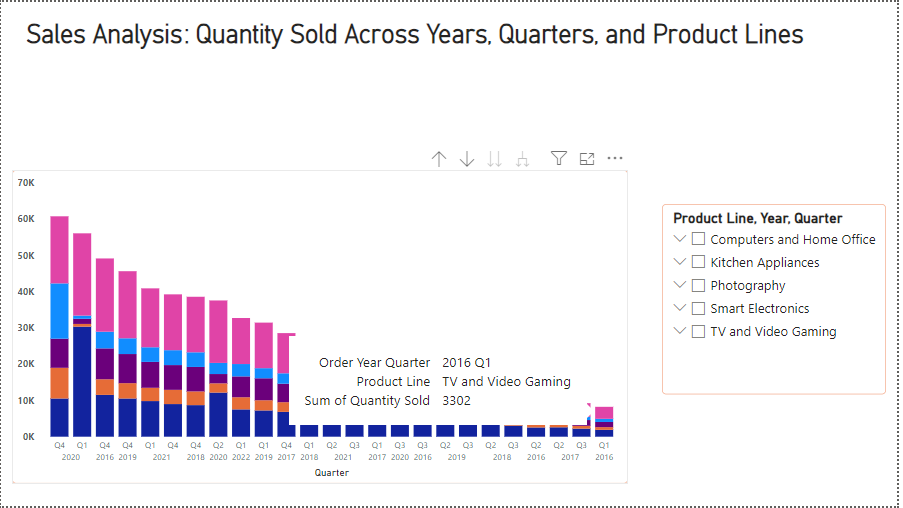 Sales Analysis: Quantity Sold Across Years, Quarters, and Product Lines
70K
60K
50K
40K
30K
20K
10K
0K
Order Year Quarter 2016 Q1
Product Line TV and Video Gaming
Sum of Quantity Sold 3302
Q4 Q1 Q4 Q4 Q1 Q4 Q4 Q2 Q1 Q1 Q4 Q1 Q2 Q3 Q1 Q3 Q3 Q2 Q3 Q2 Q3 Q2 Q2 Q3 Q1
2020 2016 2019 2021 2018 2020 2022 2019 2017 2018 2021 2017 2020 2016 2019 2018 2016 2017 2016
Quarter
Product Line, Year, Quarter
Computers and Home Office
Kitchen Appliances
Photography
Smart Electronics
TV and Video Gaming